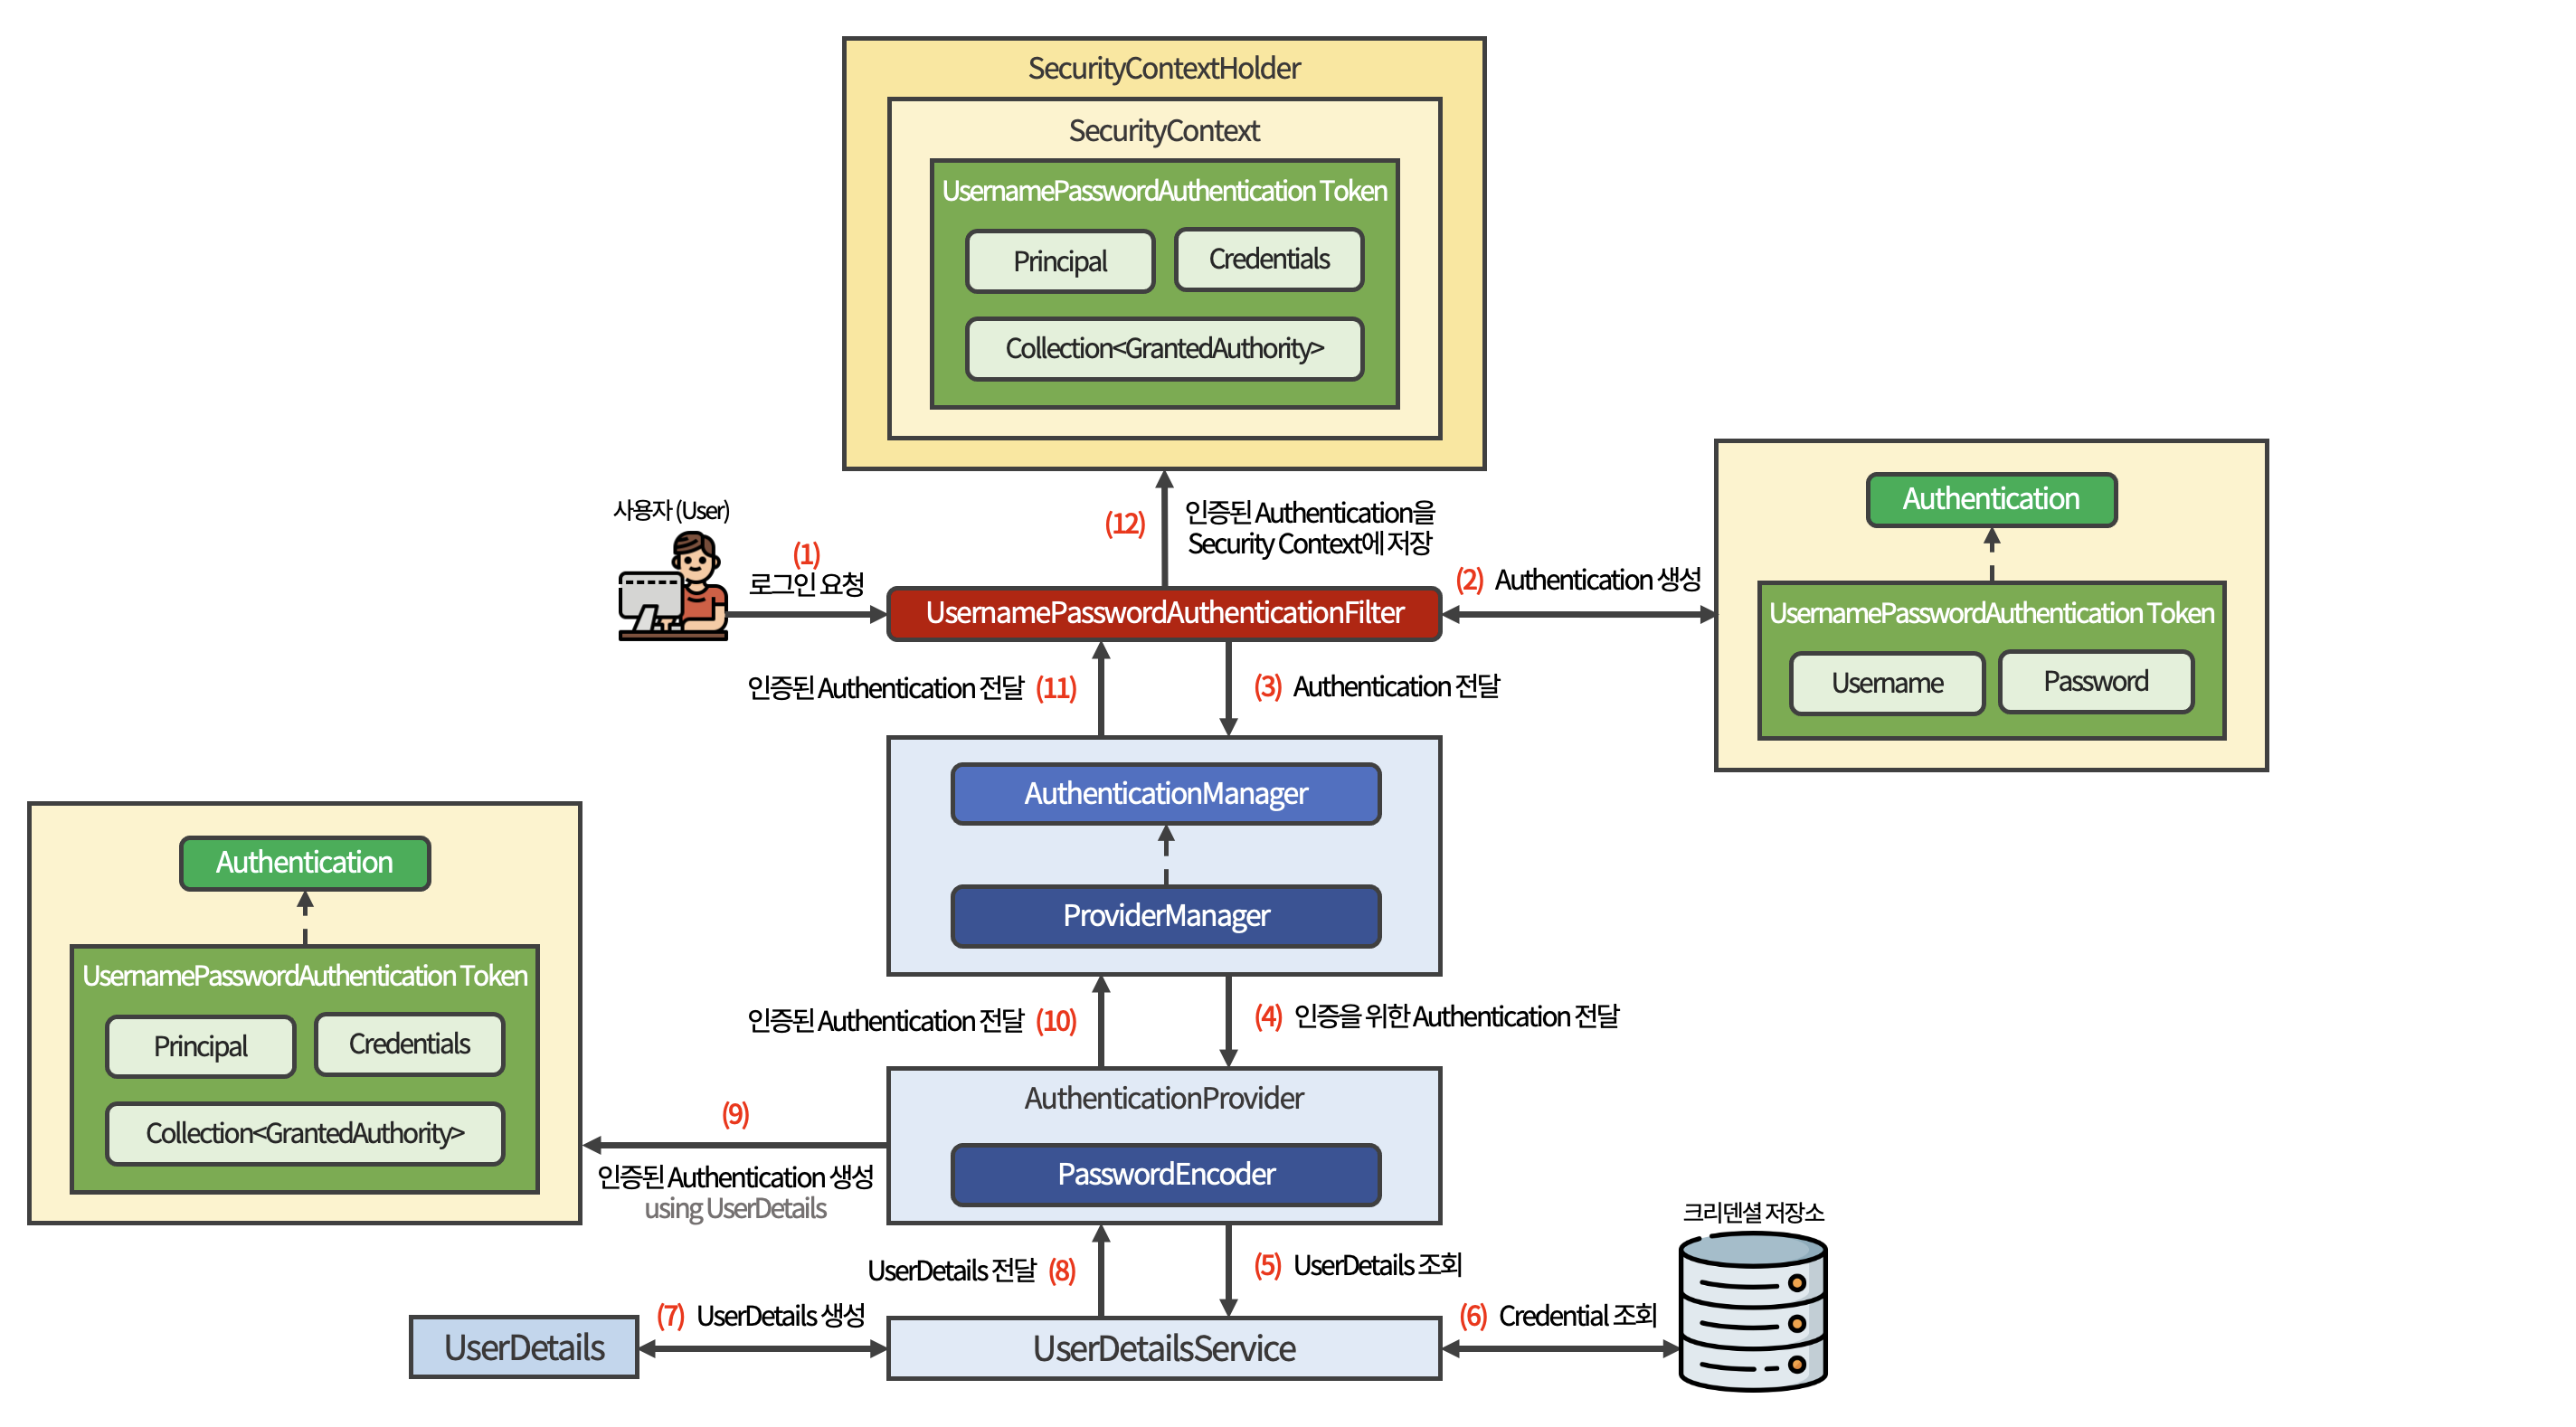 SecurityContextHolder
SecurityContext
UsernamePasswordAuthentication Token
Principal
Credentials
Collection<GrantedAuthority>
사용자 (User)
(1)
로그인 요청
(12)
인증된 Authentication을
Security Context에 저장
UsernamePasswordAuthenticationFilter
(2) Authentication 생성
Authentication
UsernamePasswordAuthentication Token
Username
Password
인증된 Authentication 전달 (11)
(3) Authentication 전달
AuthenticationManager
ProviderManager
Authentication
UsernamePasswordAuthentication Token
Principal
Credentials
Collection<GrantedAuthority>
인증된 Authentication 전달 (10)
(4) 인증을 위한 Authentication 전달
AuthenticationProvider
PasswordEncoder
(9)
인증된 Authentication 생성
using UserDetails
UserDetails 전달 (8)
(5) UserDetails 조회
크리덴셜 저장소
UserDetails
(7) UserDetails 생성
UserDetailsService
(6) Credential 조회